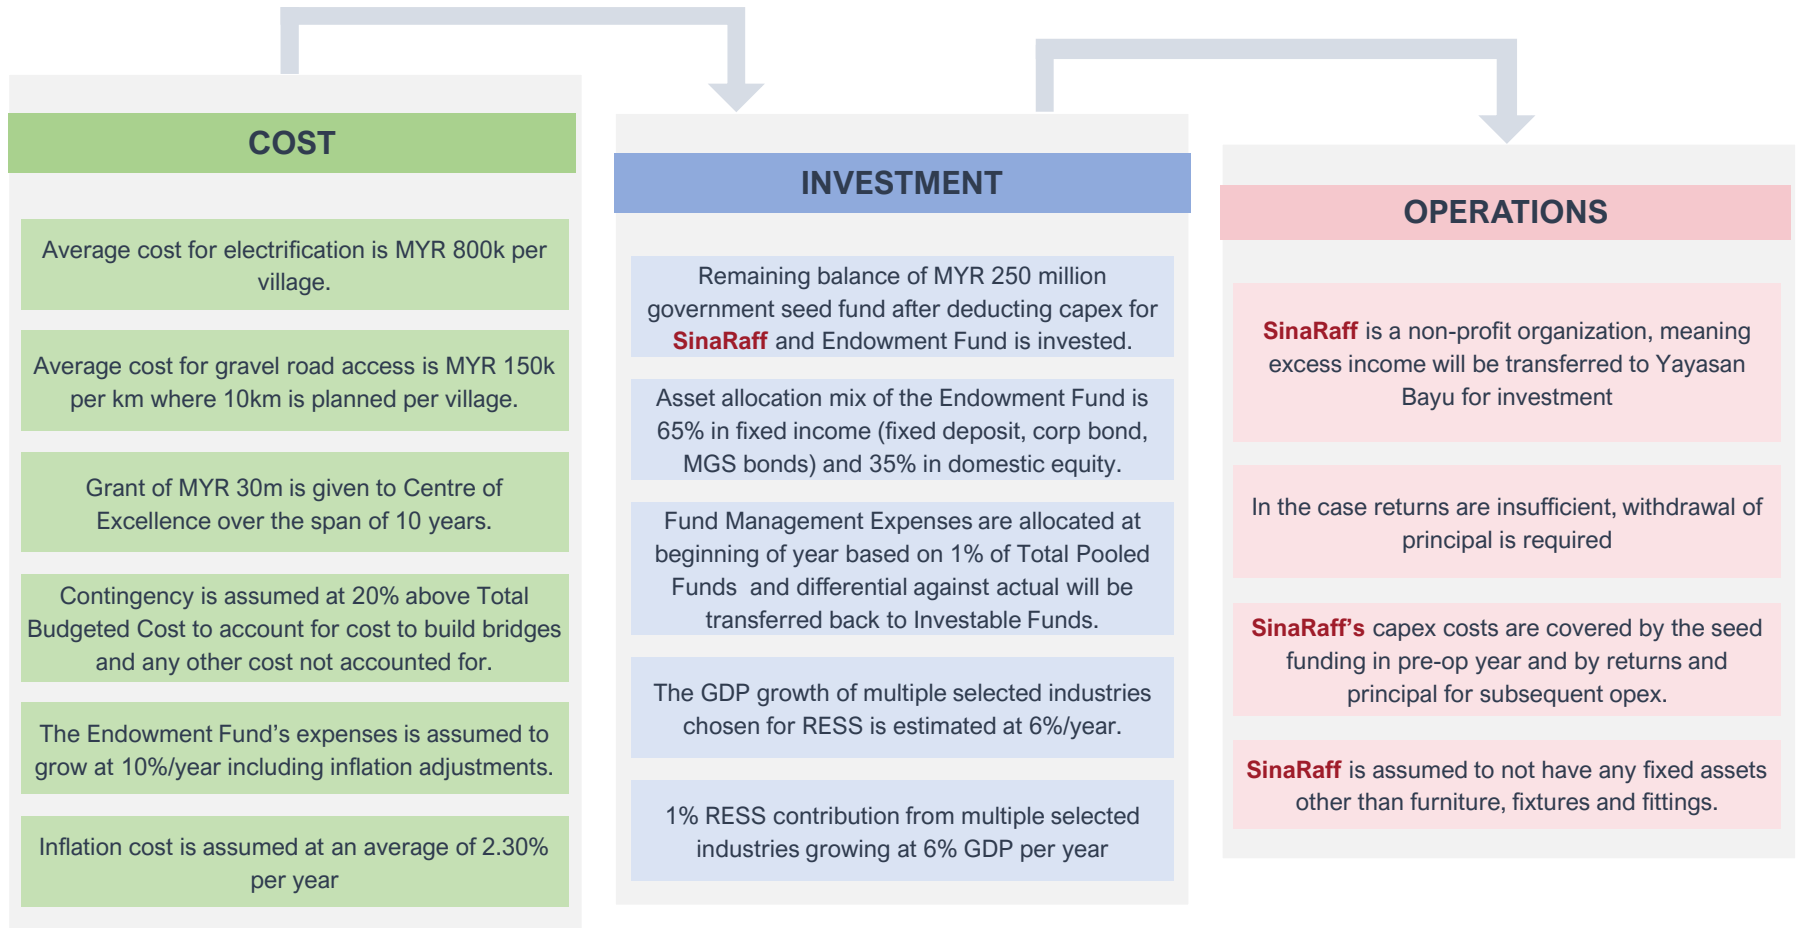 COST
Average cost for electrification is MYR 800k per
village.
Average cost for gravel road access is MYR 150k
per km where 10km is planned per village.
Grant of MYR 30m is given to Centre of
Excellence over the span of 10 years.
Contingency is assumed at 20% above Total
Budgeted Cost to account for cost to build bridges
and any other cost not accounted for.
The Endowment Fund's expenses is assumed to
grow at 10%/year including inflation adjustments.
Inflation cost is assumed at an average of 2.30%
per year
INVESTMENT
Remaining balance of MYR 250 million
government seed fund after deducting capex for
SinaRaff and Endowment Fund is invested.
Asset allocation mix of the Endowment Fund is
65% in fixed income (fixed deposit, corp bond,
MGS bonds) and 35% in domestic equity.
Fund Management Expenses are allocated at
beginning of year based on 1% of Total Pooled
Funds and differential against actual will be
transferred back to Investable Funds.
The GDP growth of multiple selected industries
chosen for RESS is estimated at 6%/year.
1% RESS contribution from multiple selected
industries growing at 6% GDP per year
OPERATIONS
SinaRaff is a non-profit organization, meaning
excess income will be transferred to Yayasan
Bayu for investment
In the case returns are insufficient, withdrawal of
principal is required
SinaRaff's capex costs are covered by the seed
funding in pre-op year and by returns and
principal for subsequent opex.
SinaRaff is assumed to not have any fixed assets
other than furniture, fixtures and fittings.